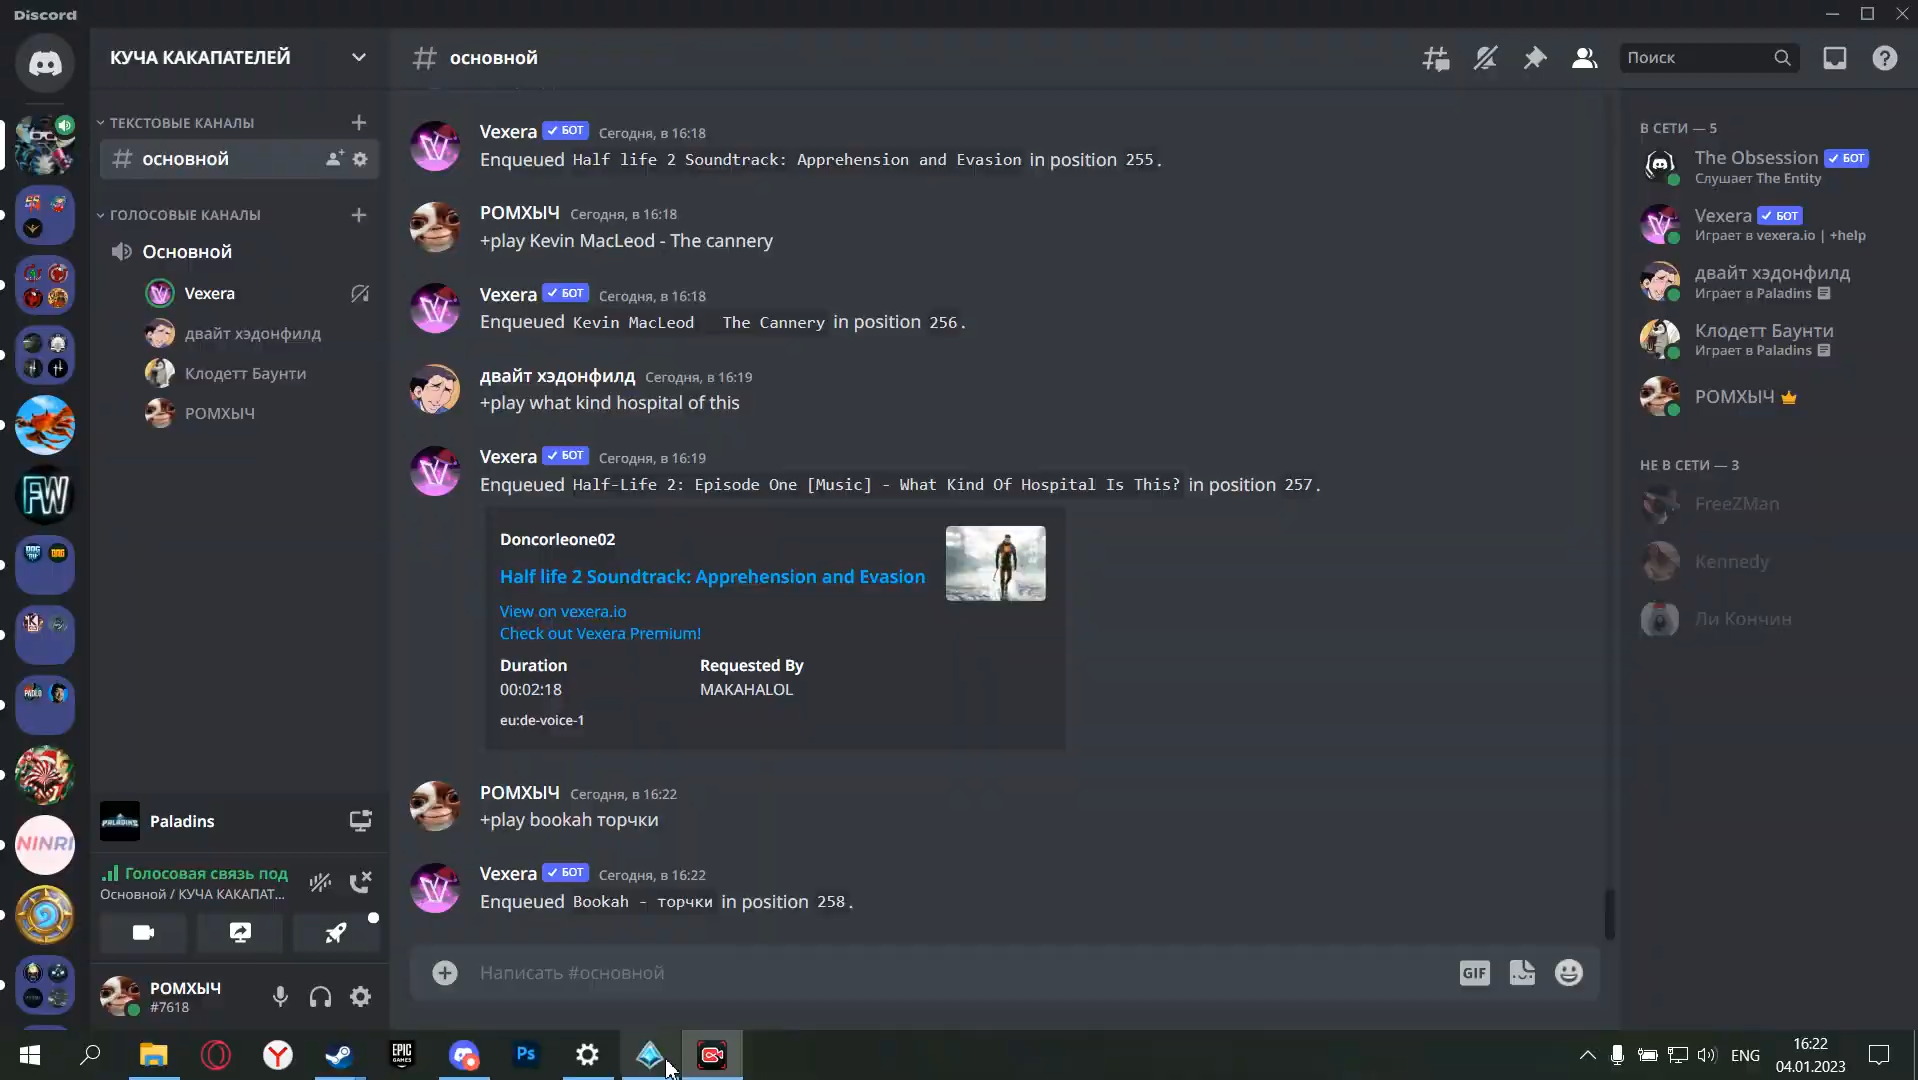 Discord
КУЧА КАКАПАТЕЛЕЙ
ТЕКСТОВЫЕ КАНАЛЫ
основной
ГОЛОСОВЫЕ КАНАЛЫ
Основной
Vexera
двайт хэдонфилд
Клодетт Баунти
РОМХЫЧ
Paladins
Голосовая связь под
Основной / КУЧА КАКАПАТ...
РОМХЫЧ
#7618
основной
Поиск
Vexera БОТ Сегодня, в 16:18
Enqueued Half life 2 Soundtrack: Apprehension and Evasion in position 255.
РОМХЫЧ Сегодня, в 16:18
+play Kevin MacLeod - The cannery
Vexera БОТ Сегодня, в 16:18
Enqueued Kevin MacLeod   The Cannery in position 256.
двайт хэдонфилд Сегодня, в 16:19
+play what kind hospital of this
Vexera БОТ Сегодня, в 16:19
Enqueued Half-Life 2: Episode One [Music] - What Kind Of Hospital Is This? in position 257.
Doncorleone02
Half life 2 Soundtrack: Apprehension and Evasion
View on vexera.io
Check out Vexera Premium!
Duration Requested By
00:02:18 MAKAHALOL
eu:de-voice-1
РОМХЫЧ Сегодня, в 16:22
+play bookah торчки
Vexera БОТ Сегодня, в 16:22
Enqueued Bookah - торчки in position 258.
Написать #основной
GIF
В СЕТИ — 5
The Obsession БОТ
Слушает The Entity
Vexera БОТ
Играет в vexera.io | +help
двайт хэдонфилд
Играет в Paladins
Клодетт Баунти
Играет в Paladins
РОМХЫЧ
НЕ В СЕТИ — 3
FreeZMan
Kennedy
Ли Кончин
FW
NINRI
EPIC
GAMES
Ps
ENG
16:22
04.01.2023